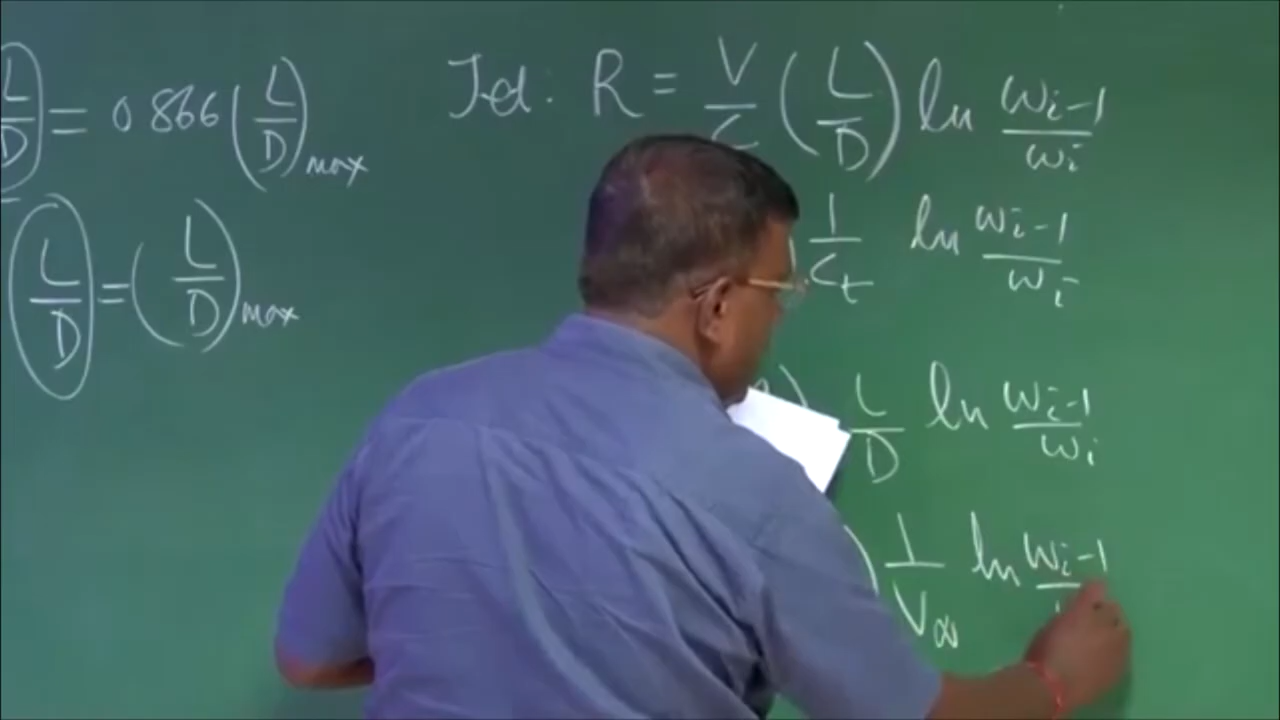 L/D = 0.866 (L/D)max
L/D = (L/D)max
Jet: R = V/C (L/D) ln Wi-1/Wi
1/Ct ln Wi-1/Wi
) L/D ln Wi-1/Wi
) 1/V∞ ln Wi-1/